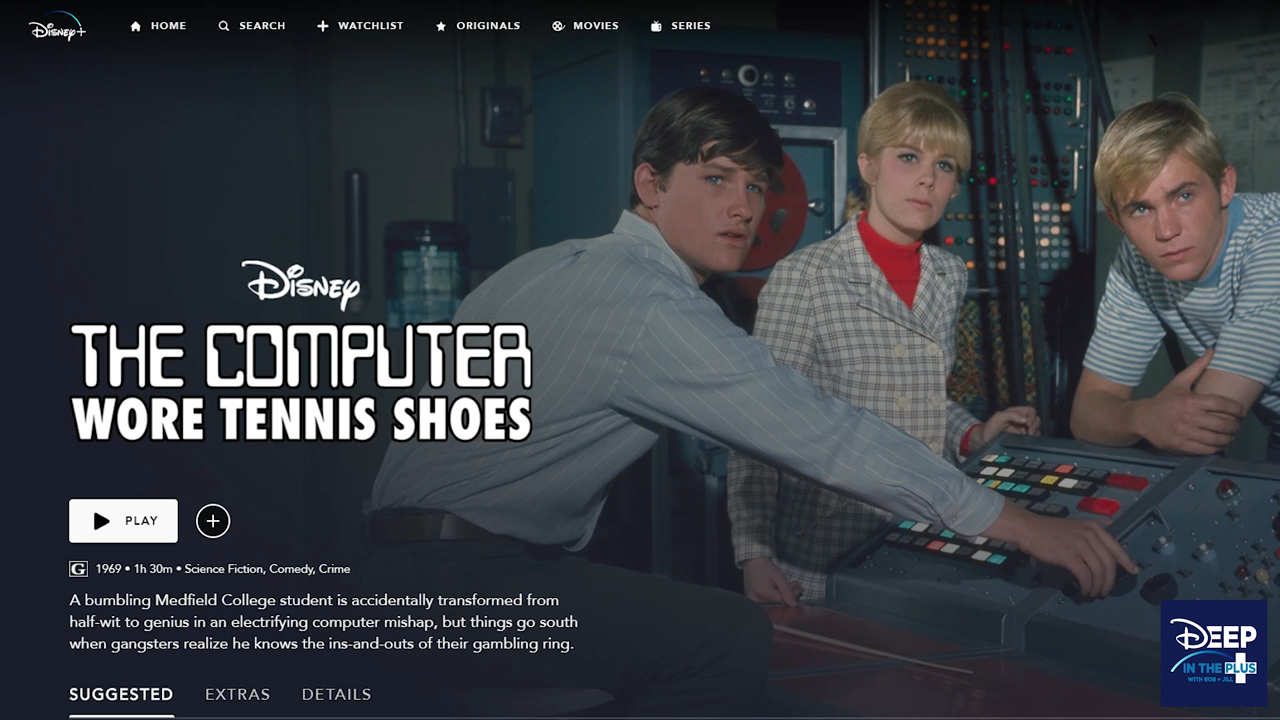 Disney+
HOME
SEARCH
WATCHLIST
ORIGINALS
MOVIES
SERIES
Disney
THE COMPUTER
WORE TENNIS SHOES
PLAY
G 1969 • 1h 30m • Science Fiction, Comedy, Crime
A bumbling Medfield College student is accidentally transformed from
half-wit to genius in an electrifying computer mishap, but things go south
when gangsters realize he knows the ins-and-outs of their gambling ring.
SUGGESTED
EXTRAS
DETAILS
DEEP
IN THE PLUS
WITH ROB + JILL